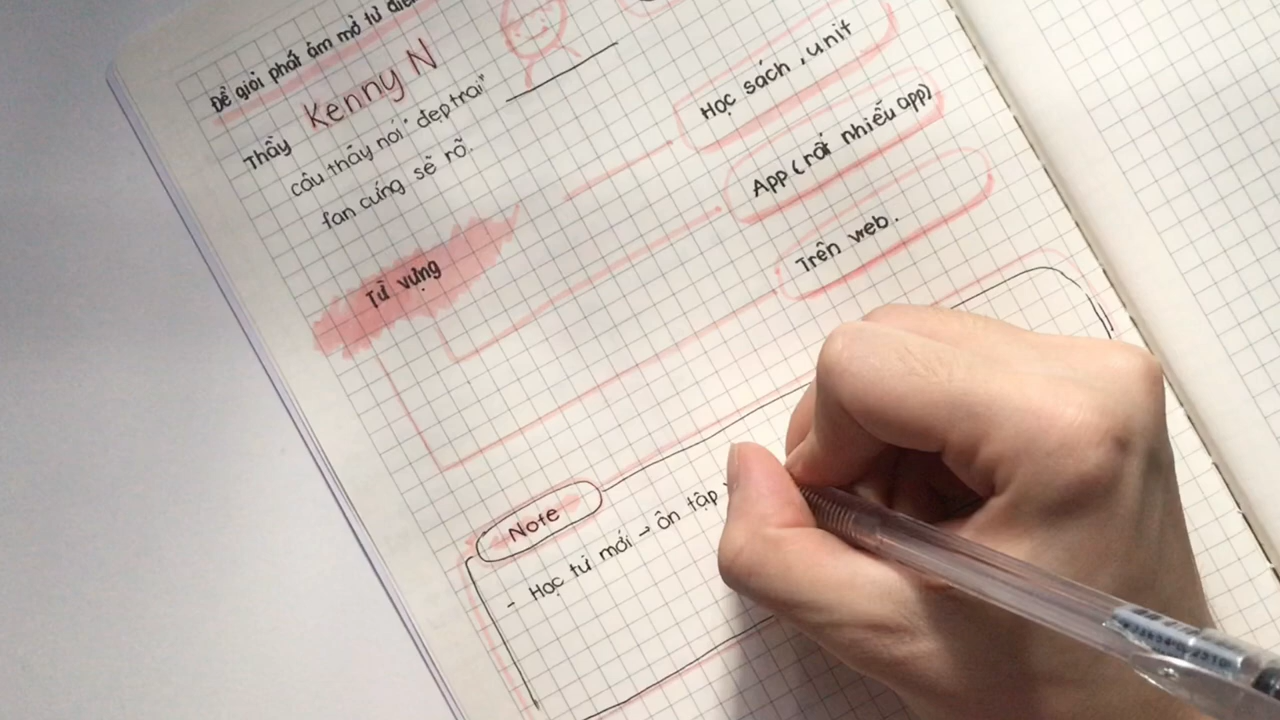 Để giỏi phát âm mở từ điển
Thầy Kenny N
câu thầy nói "đẹp trai"
fan cứng sẽ rõ.
Từ vựng
Học sách, unit
App (rất nhiều app)
Trên web.
Note
- Học từ mới → ôn tập